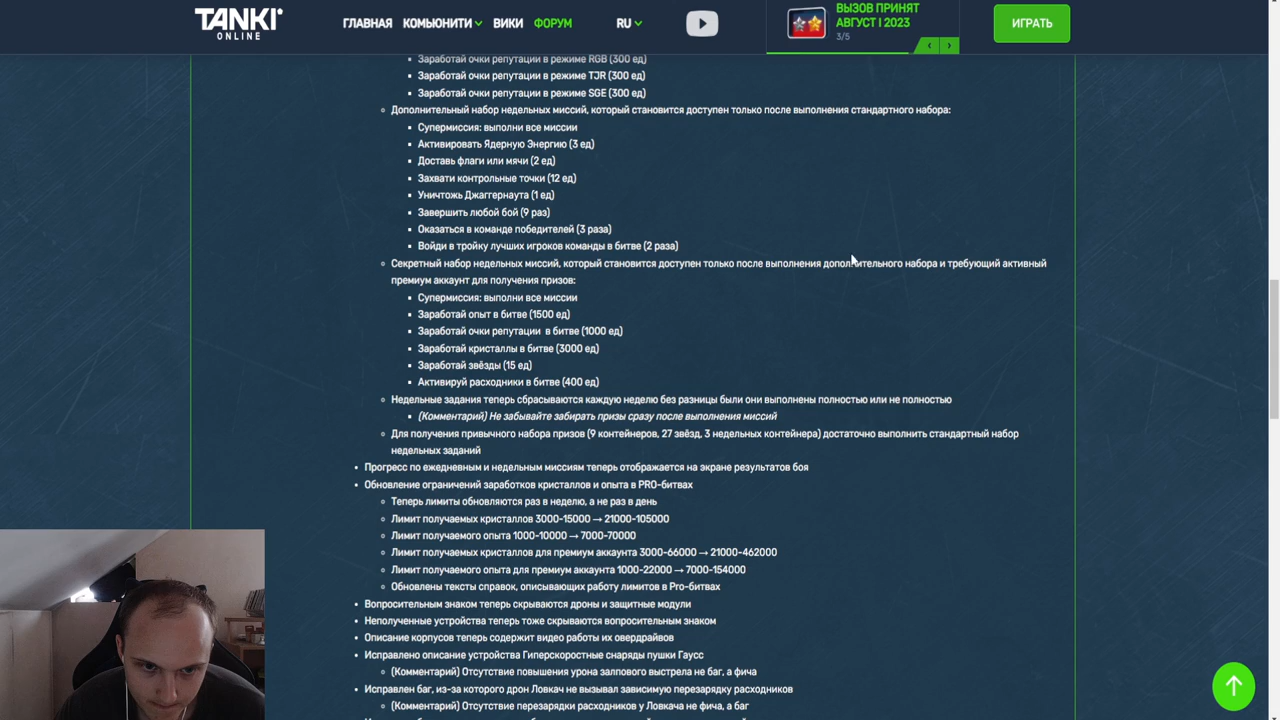 TANKI
ONLINE
ГЛАВНАЯ
КОМЬЮНИТИ
ВИКИ
ФОРУМ
RU
ВЫЗОВ ПРИНЯТ
АВГУСТ I 2023
3/5
ИГРАТЬ
Заработай очки репутации в режиме RGB (300 ед)
Заработай очки репутации в режиме TJR (300 ед)
Заработай очки репутации в режиме SGE (300 ед)
Дополнительный набор недельных миссий, который становится доступен только после выполнения стандартного набора:
Супермиссия: выполни все миссии
Активировать Ядерную Энергию (3 ед)
Доставь флаги или мячи (2 ед)
Захвати контрольные точки (12 ед)
Уничтожь Джаггернаута (1 ед)
Завершить любой бой (9 раз)
Оказаться в команде победителей (3 раза)
Войди в тройку лучших игроков команды в битве (2 раза)
Секретный набор недельных миссий, который становится доступен только после выполнения дополнительного набора и требующий активный
премиум аккаунт для получения призов:
Супермиссия: выполни все миссии
Заработай опыт в битве (1500 ед)
Заработай очки репутации в битве (1000 ед)
Заработай кристаллы в битве (3000 ед)
Заработай звёзды (15 ед)
Активируй расходники в битве (400 ед)
Недельные задания теперь сбрасываются каждую неделю без разницы были они выполнены полностью или не полностью
(Комментарий) Не забывайте забирать призы сразу после выполнения миссий
Для получения привычного набора призов (9 контейнеров, 27 звёзд, 3 недельных контейнера) достаточно выполнить стандартный набор
недельных заданий
Прогресс по ежедневным и недельным миссиям теперь отображается на экране результатов боя
Обновление ограничений заработков кристаллов и опыта в PRO-битвах
Теперь лимиты обновляются раз в неделю, а не раз в день
Лимит получаемых кристаллов 3000-15000 → 21000-105000
Лимит получаемого опыта 1000-10000 → 7000-70000
Лимит получаемых кристаллов для премиум аккаунта 3000-66000 → 21000-462000
Лимит получаемого опыта для премиум аккаунта 1000-22000 → 7000-154000
Обновлены тексты справок, описывающих работу лимитов в Pro-битвах
Вопросительным знаком теперь скрываются дроны и защитные модули
Неполученные устройства теперь тоже скрываются вопросительным знаком
Описание корпусов теперь содержит видео работы их овердрайвов
Исправлено описание устройства Гиперскоростные снаряды пушки Гаусс
(Комментарий) Отсутствие повышения урона залпового выстрела не баг, а фича
Исправлен баг, из-за которого дрон Ловкач не вызывал зависимую перезарядку расходников
(Комментарий) Отсутствие перезарядки расходников у Ловкача не фича, а баг